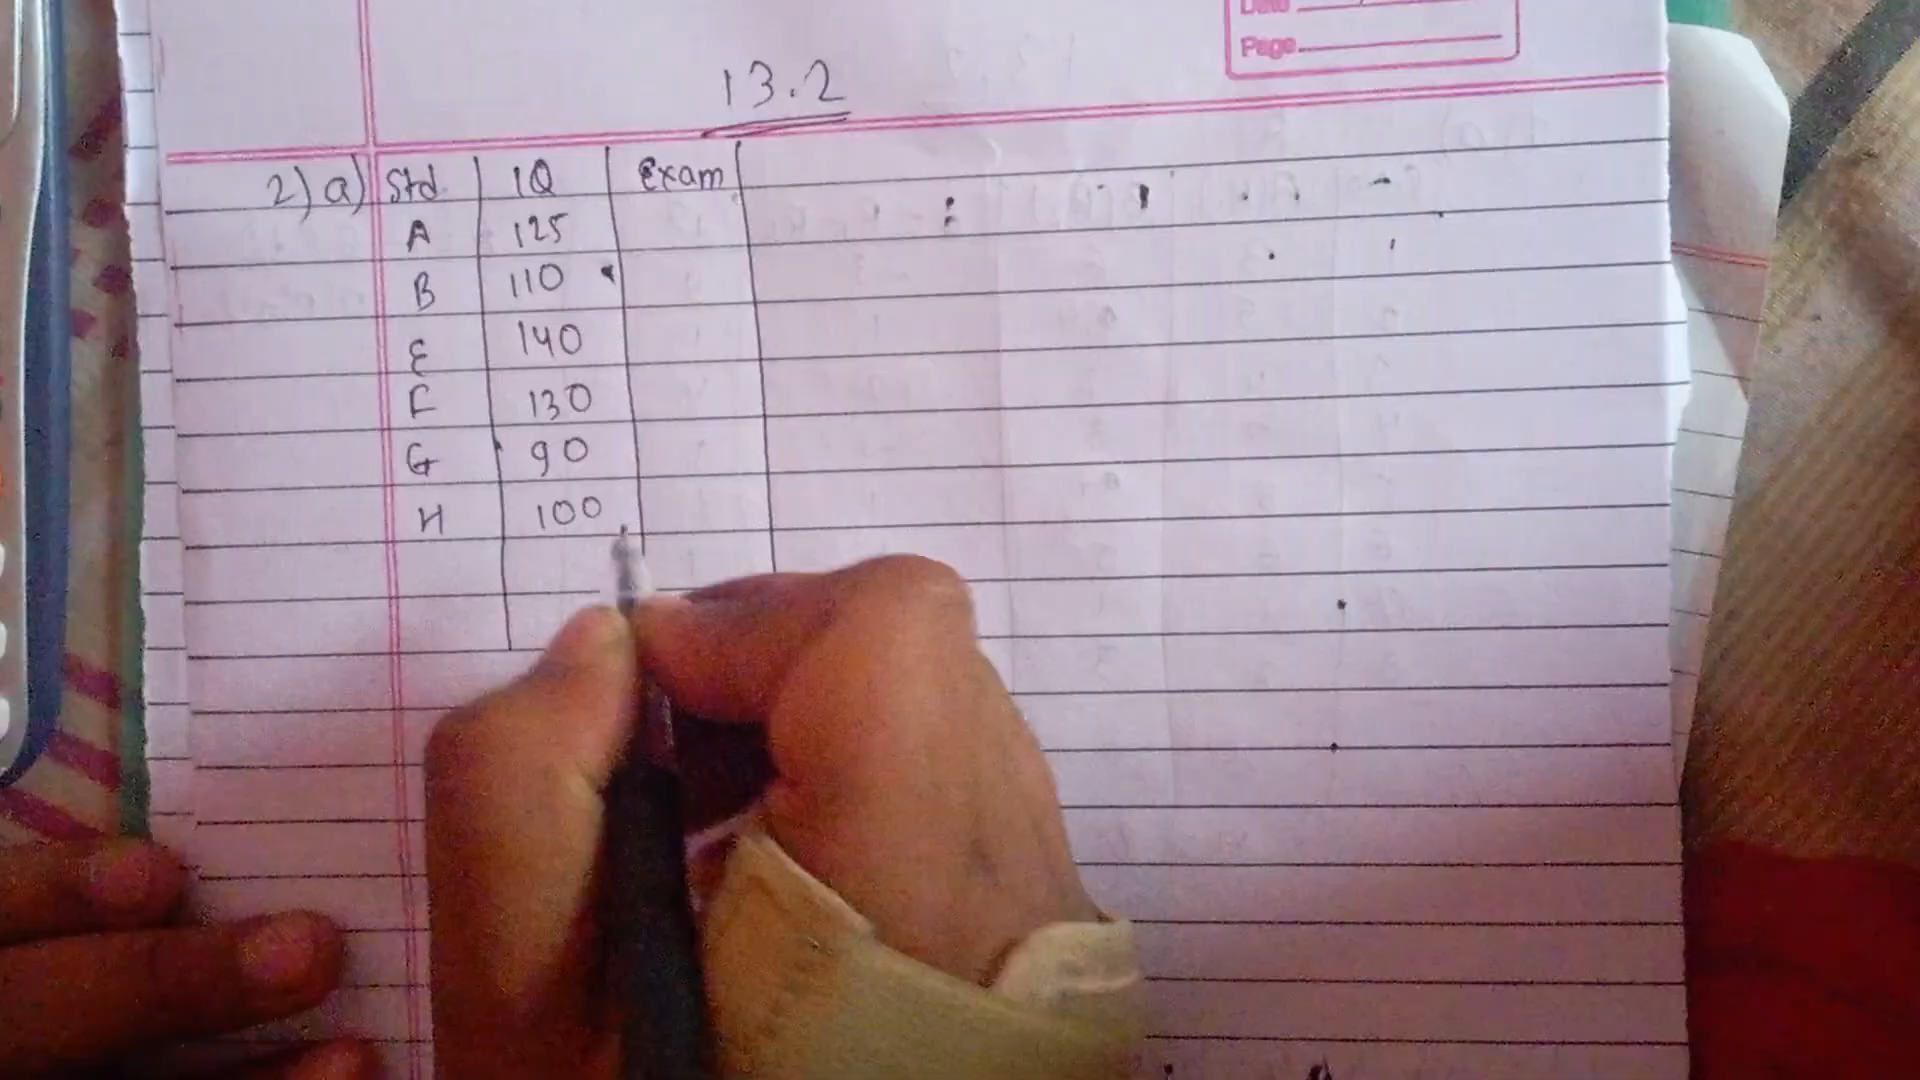 Date
Page
13.2
2) a) Std IQ Exam
A 125
B 110
E 140
F 130
G 90
H 100